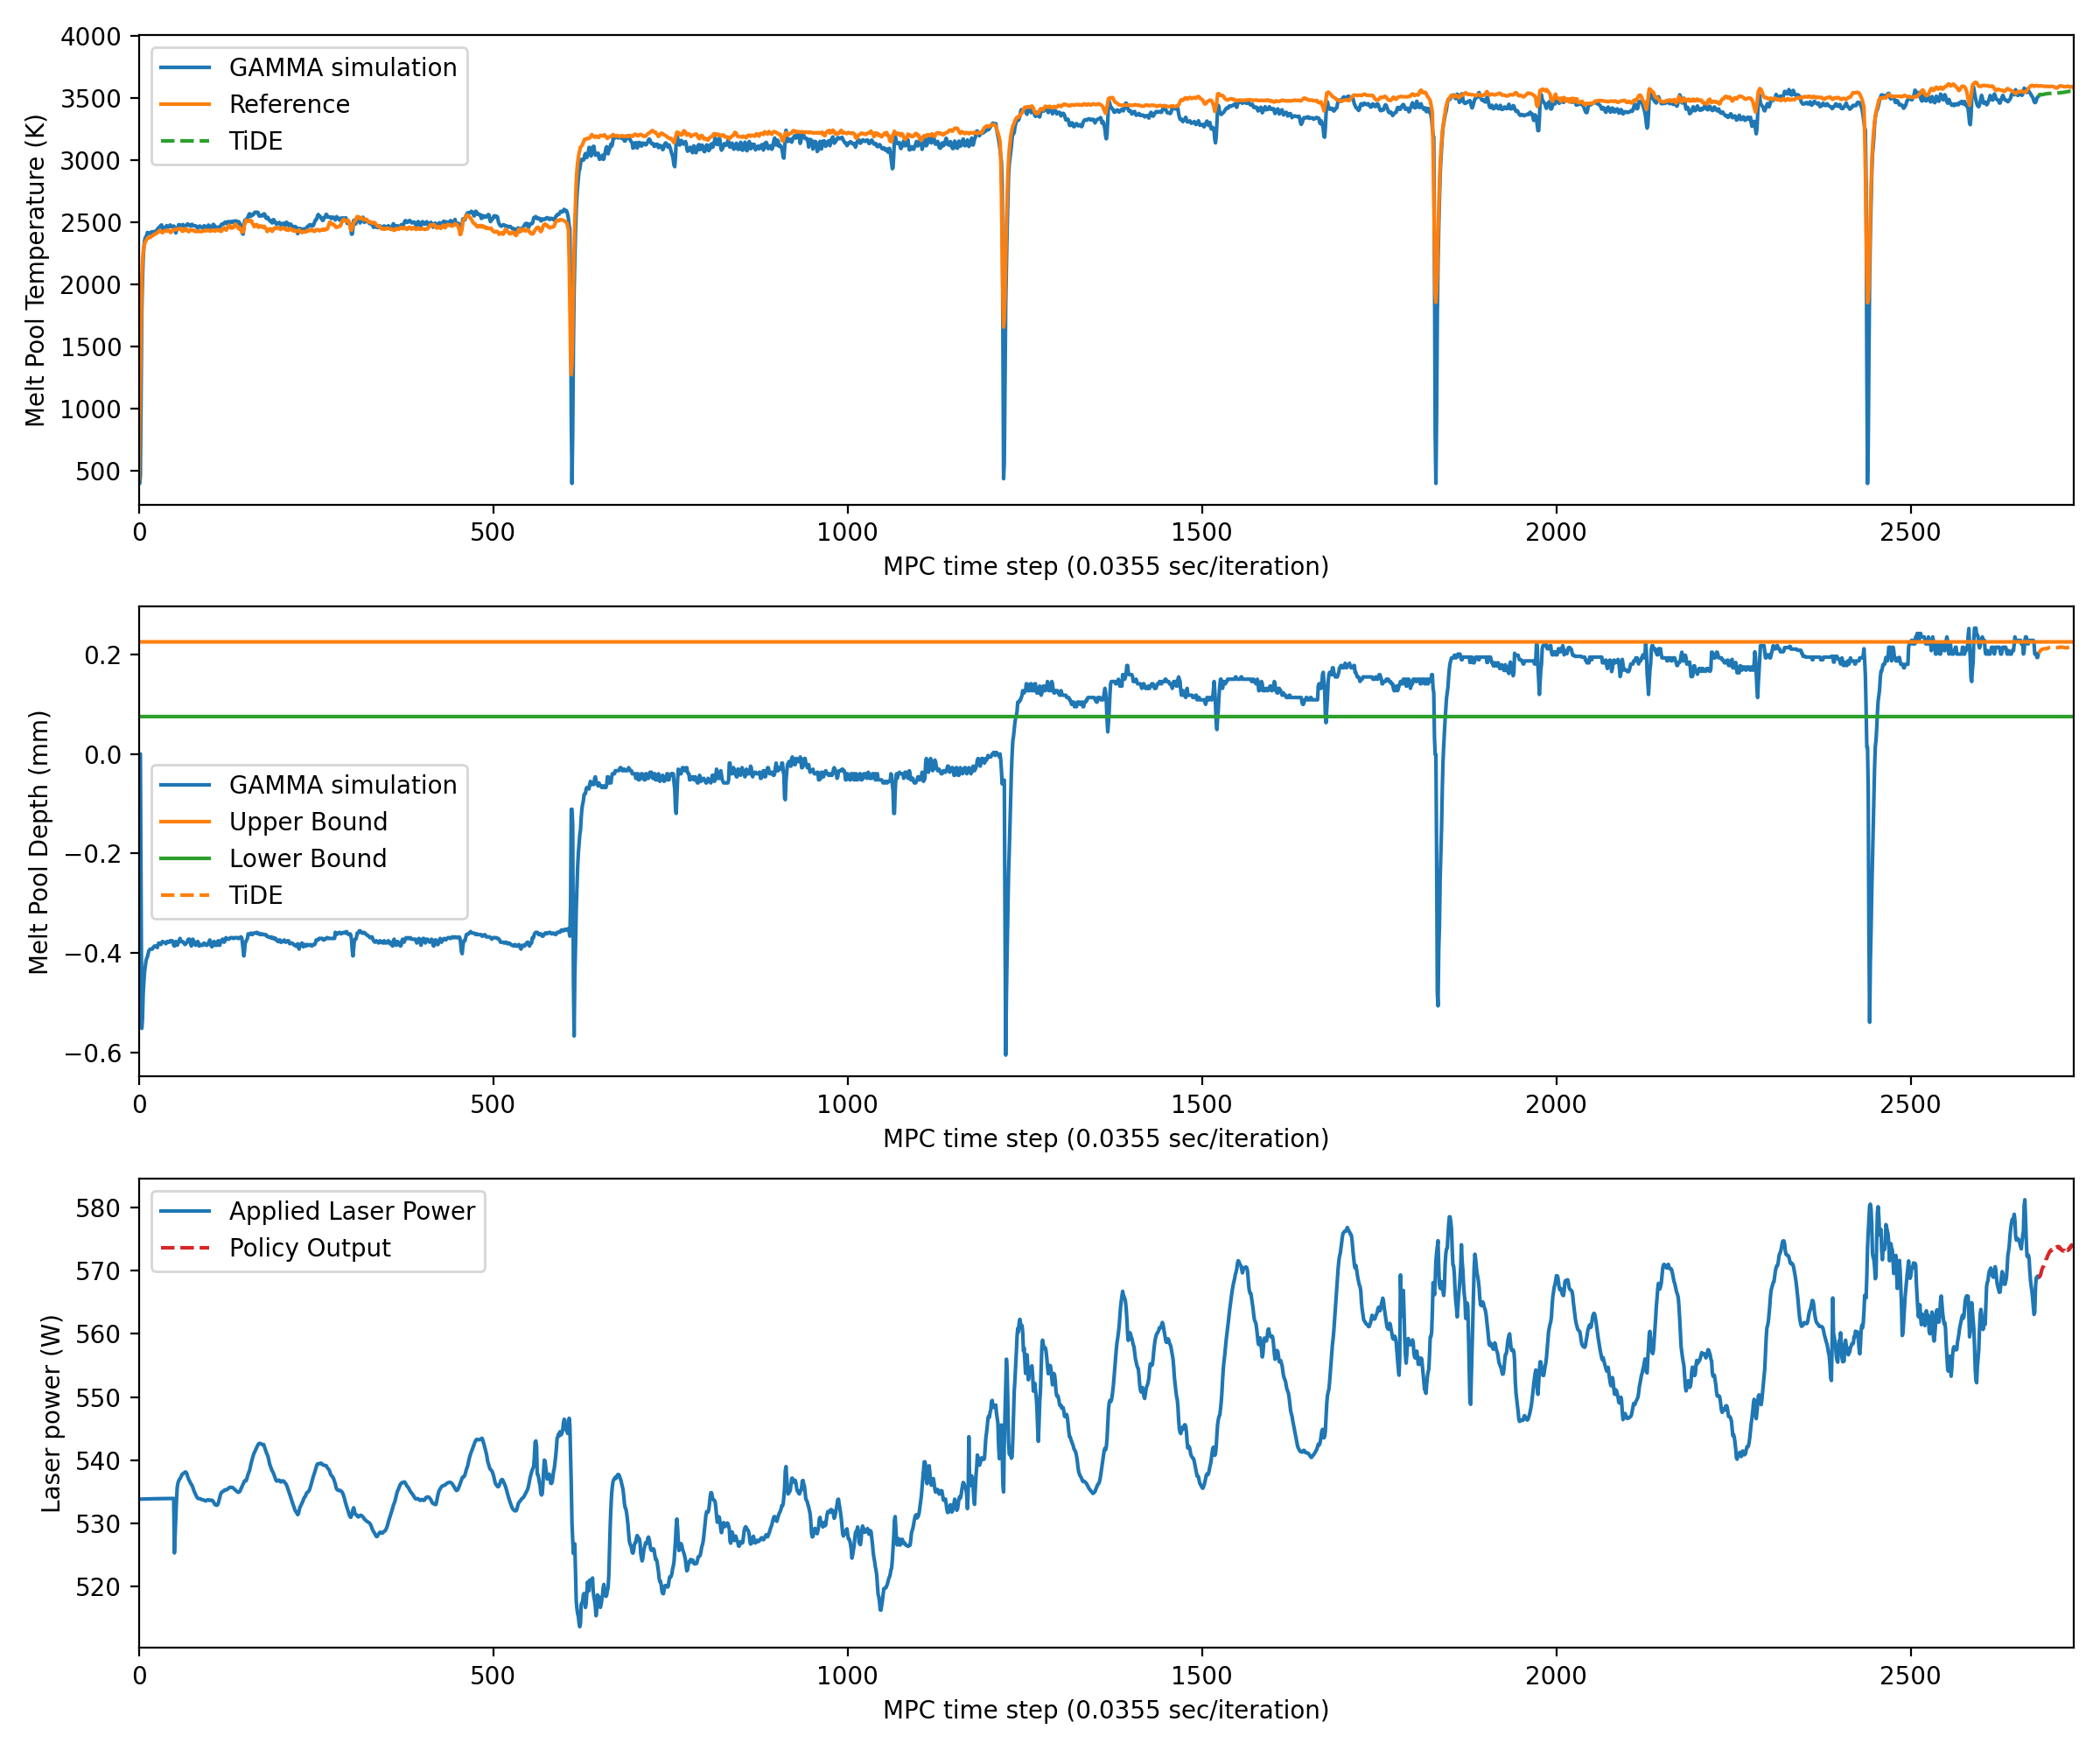 4000
3500
3000
2500
2000
1500
1000
500
Melt Pool Temperature (K)
GAMMA simulation
Reference
TiDE
0 500 1000 1500 2000 2500
MPC time step (0.0355 sec/iteration)
0.2
0.0
−0.2
−0.4
−0.6
Melt Pool Depth (mm)
GAMMA simulation
Upper Bound
Lower Bound
TiDE
0 500 1000 1500 2000 2500
MPC time step (0.0355 sec/iteration)
580
570
560
550
540
530
520
Laser power (W)
Applied Laser Power
Policy Output
0 500 1000 1500 2000 2500
MPC time step (0.0355 sec/iteration)